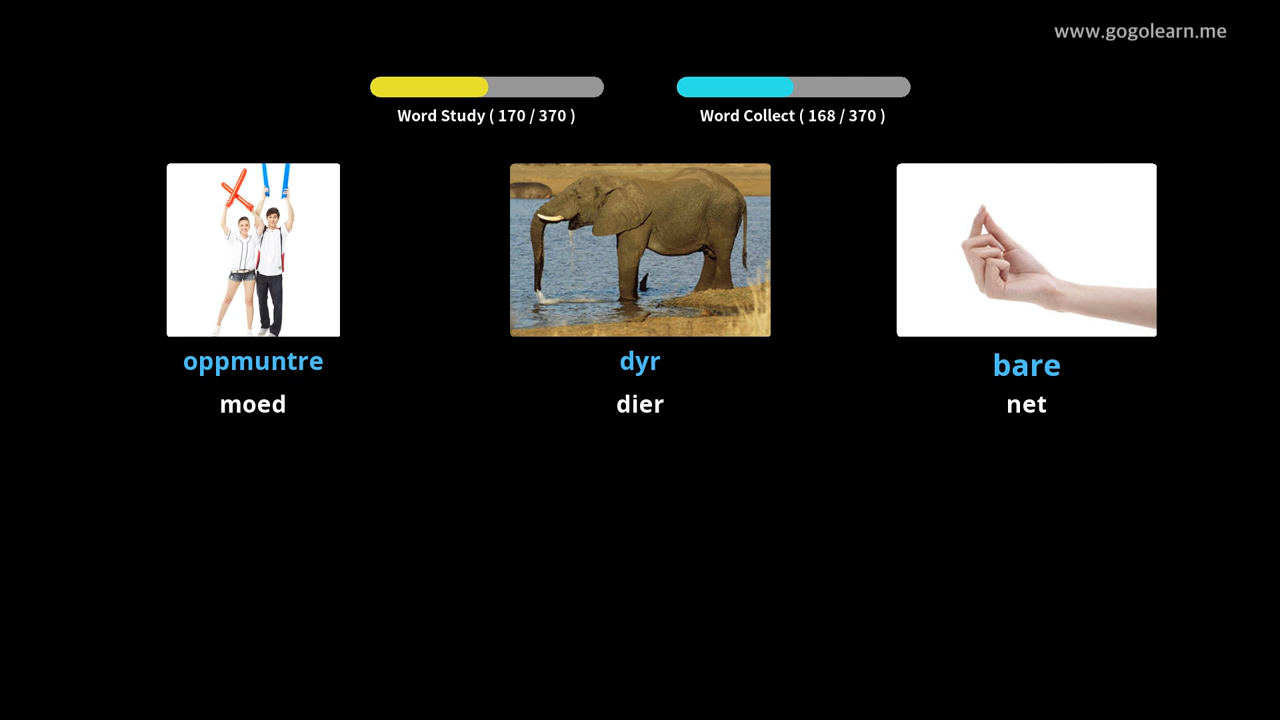 www.gogolearn.me
Word Study ( 170 / 370 )
Word Collect ( 168 / 370 )
oppmuntre
dyr
bare
moed
dier
net